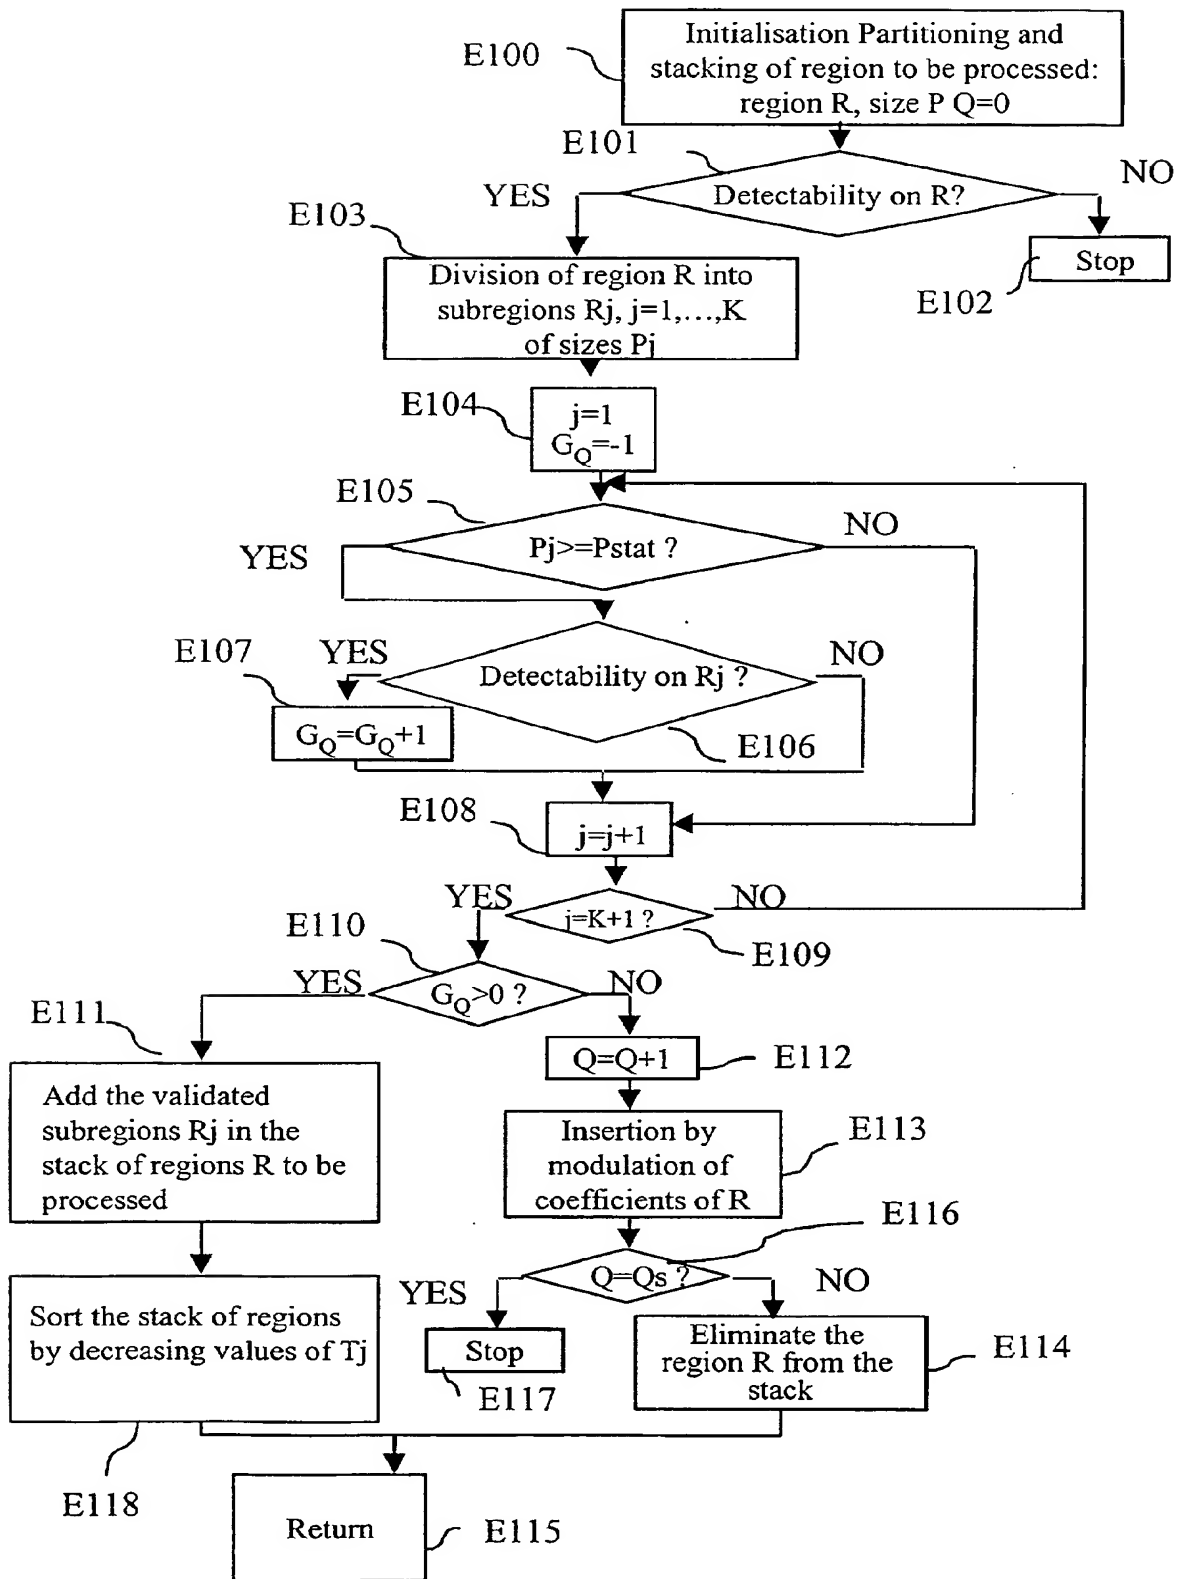 E100
Initialisation Partitioning and
stacking of region to be processed:
region R, size P Q=0
E101
Detectability on R?
YES
NO
E103
Stop
E102
Division of region R into
subregions Rj, j=1,...,K
of sizes Pj
E104
j=1
GQ=-1
E105
Pj>=Pstat ?
YES
NO
E107
YES
Detectability on Rj ?
NO
GQ=GQ+1
E106
E108
j=j+1
YES
j=K+1 ?
NO
E110
E109
YES
GQ>0 ?
NO
E111
Q=Q+1
E112
Add the validated
subregions Rj in the
stack of regions R to be
processed
Insertion by
modulation of
coefficients of R
E113
E116
Q=Qs ?
YES
NO
Sort the stack of regions
by decreasing values of Tj
Stop
E117
Eliminate the
region R from the
stack
E114
E118
Return
E115